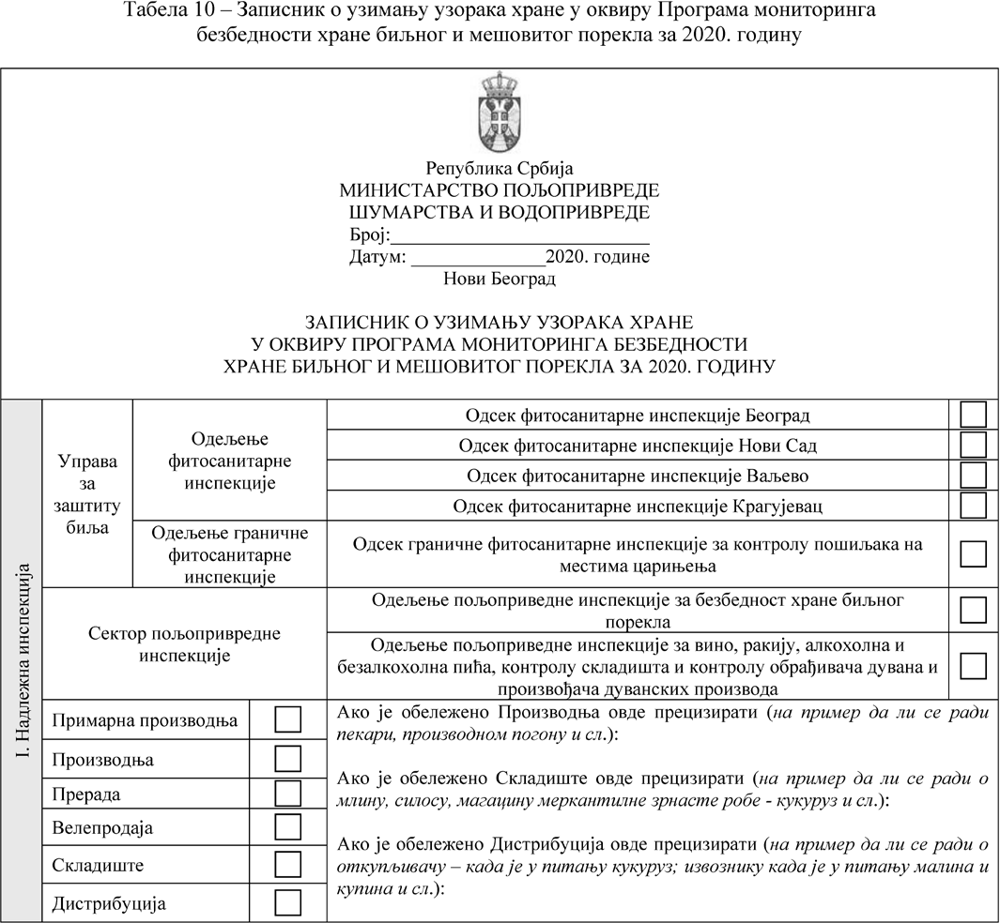 Табела 10 – Записник о узимању узорака хране у оквиру Програма мониторинга
безбедности хране биљног и мешовитог порекла за 2020. годину
Република Србија
МИНИСТАРСТВО ПОЉОПРИВРЕДЕ
ШУМАРСТВА И ВОДОПРИВРЕДЕ
Број:__________________________
Датум: ______________2020. године
Нови Београд
ЗАПИСНИК О УЗИМАЊУ УЗОРАКА ХРАНЕ
У ОКВИРУ ПРОГРАМА МОНИТОРИНГА БЕЗБЕДНОСТИ
ХРАНЕ БИЉНОГ И МЕШОВИТОГ ПОРЕКЛА ЗА 2020. ГОДИНУ
I. Надлежна инспекција
Управа
за
заштиту
биља
Одељење
фитосанитарне
инспекције
Одсек фитосанитарне инспекције Београд
Одсек фитосанитарне инспекције Нови Сад
Одсек фитосанитарне инспекције Ваљево
Одсек фитосанитарне инспекције Крагујевац
Одељење граничне
фитосанитарне
инспекције
Одсек граничне фитосанитарне инспекције за контролу пошиљака на
местима царињења
Сектор пољопривредне
инспекције
Одељење пољоприведне инспекције за безбедност хране биљног
порекла
Одељење пољоприведне инспекције за вино, ракију, алкохолна и
безалкохолна пића, контролу складишта и контролу обрађивача дувана и
произвођача дуванских производа
Примарна производња
Производња
Прерада
Велепродаја
Складиште
Дистрибуција
Ако је обележено Производња овде прецизирати (на пример да ли се ради
пекари, производном погону и сл.):
Ако је обележено Складиште овде прецизирати (на пример да ли се ради о
млину, силосу, магацину меркантилне зрнасте робе - кукуруз и сл.):
Ако је обележено Дистрибуција овде прецизирати (на пример да ли се ради о
откупљивачу – када је у питању кукуруз; извознику када је у питању малина и
купина и сл.):